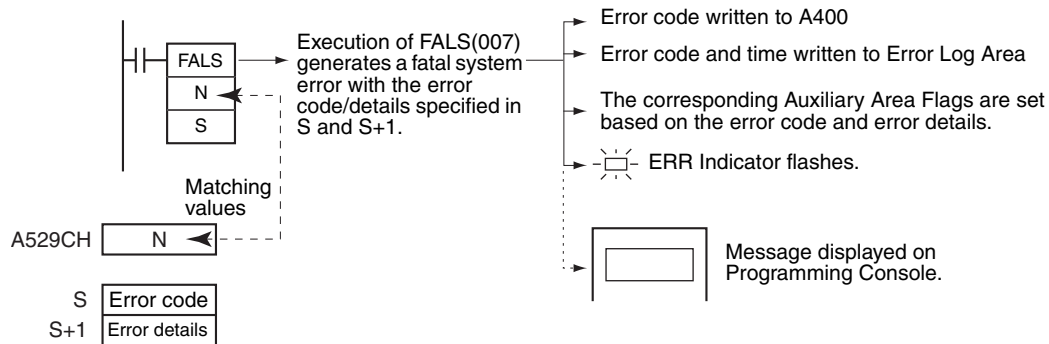 FALS
N
S
Execution of FALS(007)
generates a fatal system
error with the error
code/details specified in
S and S+1.
Error code written to A400
Error code and time written to Error Log Area
The corresponding Auxiliary Area Flags are set
based on the error code and error details.
ERR Indicator flashes.
Message displayed on
Programming Console.
Matching
values
A529CH N
S Error code
S+1 Error details